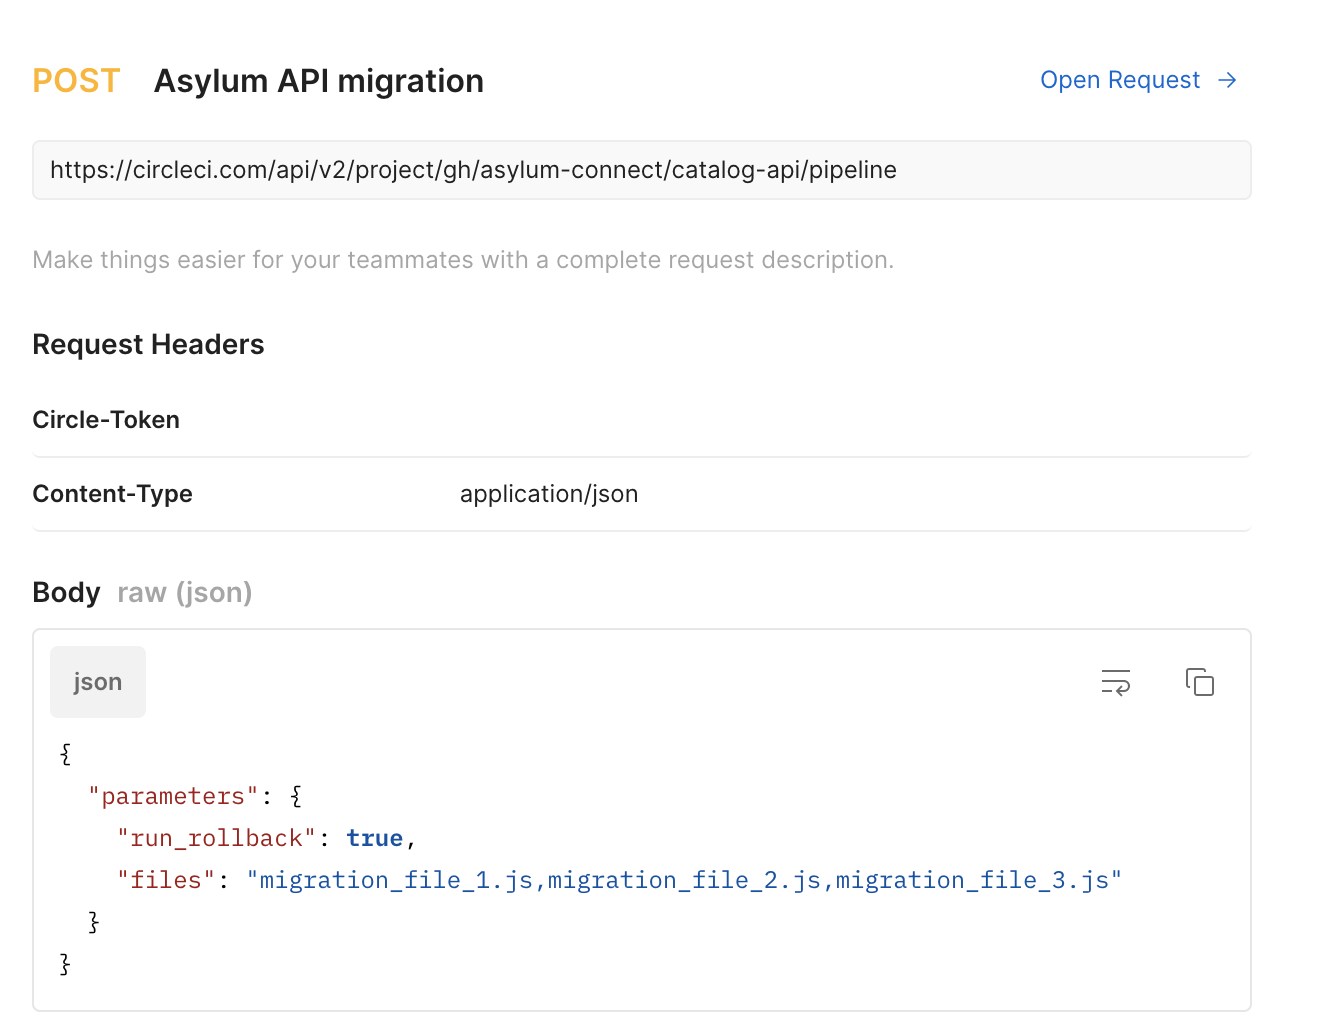 POST Asylum API migration Open Request →
https://circleci.com/api/v2/project/gh/asylum-connect/catalog-api/pipeline
Make things easier for your teammates with a complete request description.
Request Headers
Circle-Token
Content-Type application/json
Body raw (json)
json
{
  "parameters": {
    "run_rollback": true,
    "files": "migration_file_1.js,migration_file_2.js,migration_file_3.js"
  }
}